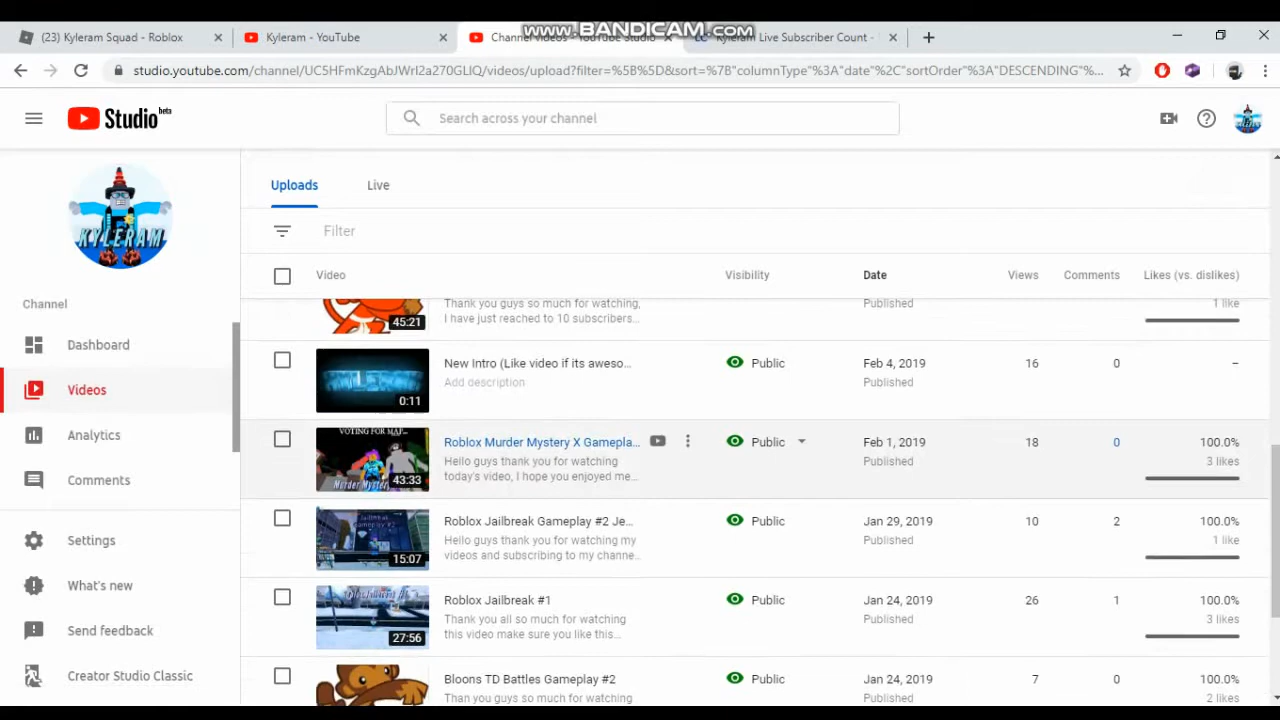 www.BANDICAM.com
(23) Kyleram Squad - Roblox
Kyleram - YouTube
Channel videos - YouTube Studio
Kyleram Live Subscriber Count -
studio.youtube.com/channel/UC5HFmKzgAbJWrI2a270GLIQ/videos/upload?filter=%5B%5D&sort=%7B"columnType"%3A"date"%2C"sortOrder"%3A"DESCENDING"%...
Studio beta
Search across your channel
KYLERAM
Channel
Dashboard
Videos
Analytics
Comments
Settings
What's new
Send feedback
Creator Studio Classic
Uploads Live
Filter
Video Visibility Date Views Comments Likes (vs. dislikes)
Thank you guys so much for watching, Published 1 like
I have just reached to 10 subscribers...
45:21
New Intro (Like video if its aweso... Public Feb 4, 2019 16 0 –
Add description Published
0:11
VOTING FOR MAP...
Roblox Murder Mystery X Gamepla... Public Feb 1, 2019 18 0 100.0%
Hello guys thank you for watching Published 3 likes
today's video, I hope you enjoyed me...
Murder Myster
43:33
Roblox Jailbreak Gameplay #2 Je... Public Jan 29, 2019 10 2 100.0%
Hello guys thank you for watching my Published 1 like
videos and subscribing to my channe...
Jailbreak
Gameplay #2
15:07
Roblox Jailbreak #1 Public Jan 24, 2019 26 1 100.0%
Thank you all so much for watching Published 3 likes
this video make sure you like this...
27:56
Bloons TD Battles Gameplay #2 Public Jan 24, 2019 7 0 100.0%
Than you guys so much for watching Published 2 likes